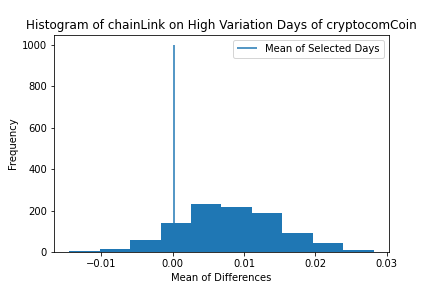 Histogram of chainLink on High Variation Days of cryptocomCoin
Mean of Selected Days
Frequency
1000
800
600
400
200
0
−0.01 0.00 0.01 0.02 0.03
Mean of Differences